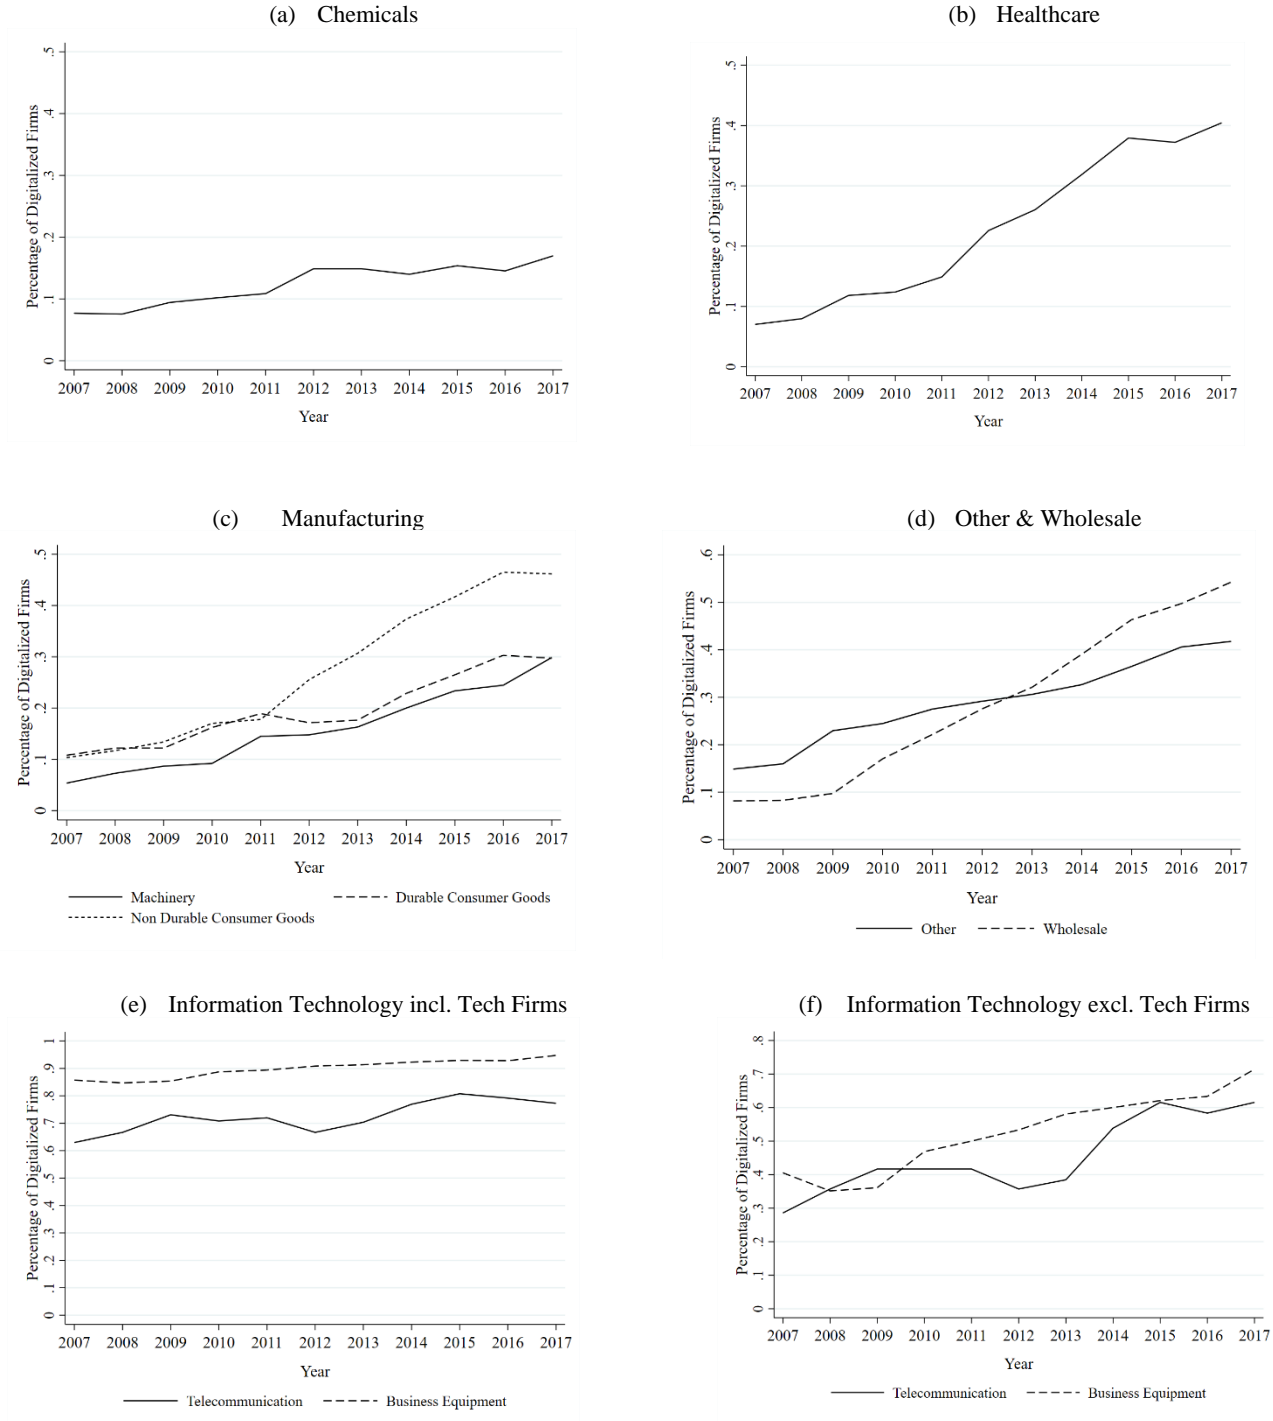 (a) Chemicals
Percentage of Digitalized Firms
.5
.4
.3
.2
.1
0
2007 2008 2009 2010 2011 2012 2013 2014 2015 2016 2017
Year
(b) Healthcare
Percentage of Digitalized Firms
.5
.4
.3
.2
.1
0
2007 2008 2009 2010 2011 2012 2013 2014 2015 2016 2017
Year
(c) Manufacturing
Percentage of Digitalized Firms
.5
.4
.3
.2
.1
0
2007 2008 2009 2010 2011 2012 2013 2014 2015 2016 2017
Year
Machinery Durable Consumer Goods
Non Durable Consumer Goods
(d) Other & Wholesale
Percentage of Digitalized Firms
.6
.5
.4
.3
.2
.1
0
2007 2008 2009 2010 2011 2012 2013 2014 2015 2016 2017
Year
Other Wholesale
(e) Information Technology incl. Tech Firms
Percentage of Digitalized Firms
1
.9
.8
.7
.6
.5
.4
.3
.2
.1
0
2007 2008 2009 2010 2011 2012 2013 2014 2015 2016 2017
Year
Telecommunication Business Equipment
(f) Information Technology excl. Tech Firms
Percentage of Digitalized Firms
.8
.7
.6
.5
.4
.3
.2
.1
0
2007 2008 2009 2010 2011 2012 2013 2014 2015 2016 2017
Year
Telecommunication Business Equipment